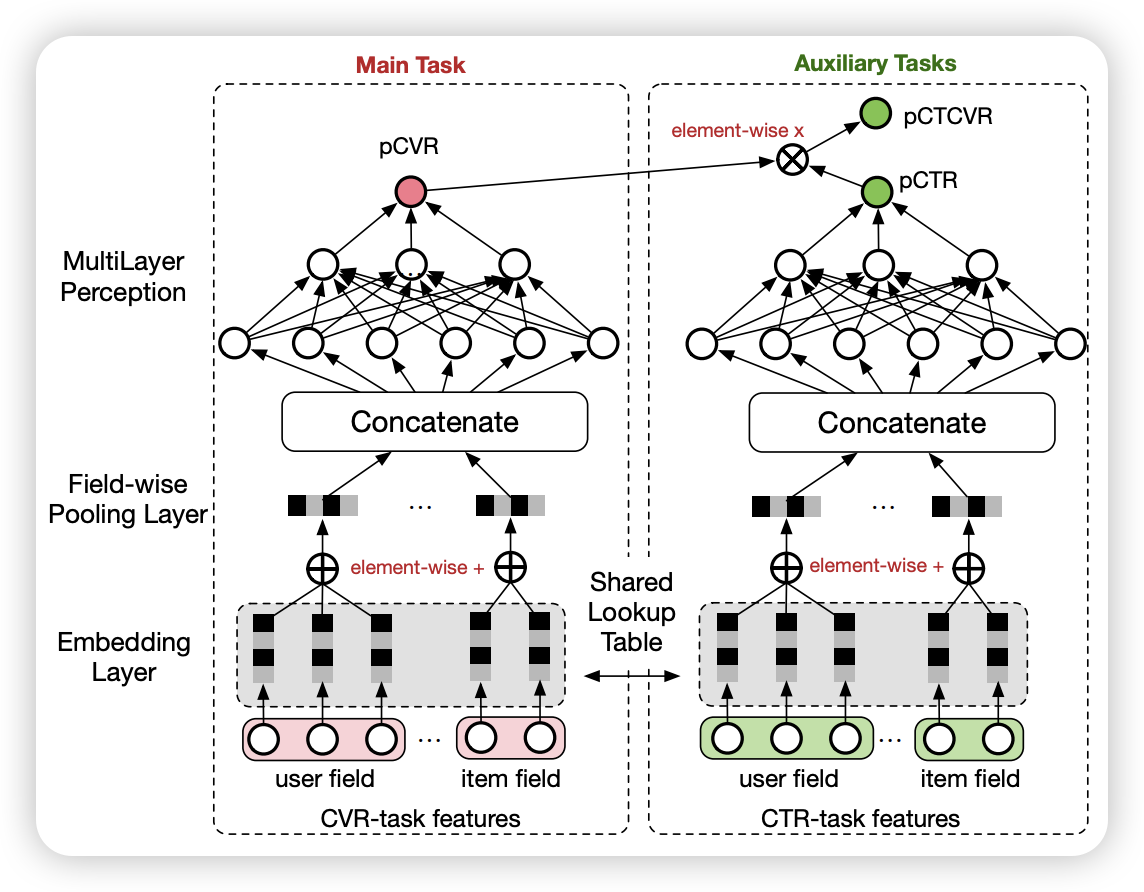 Main Task
Auxiliary Tasks
pCTCVR
element-wise x
pCVR
pCTR
MultiLayer
Perception
Concatenate
Concatenate
Field-wise
Pooling Layer
...
...
element-wise +
element-wise +
Shared
Lookup
Table
Embedding
Layer
...
...
user field
item field
user field
item field
CVR-task features
CTR-task features